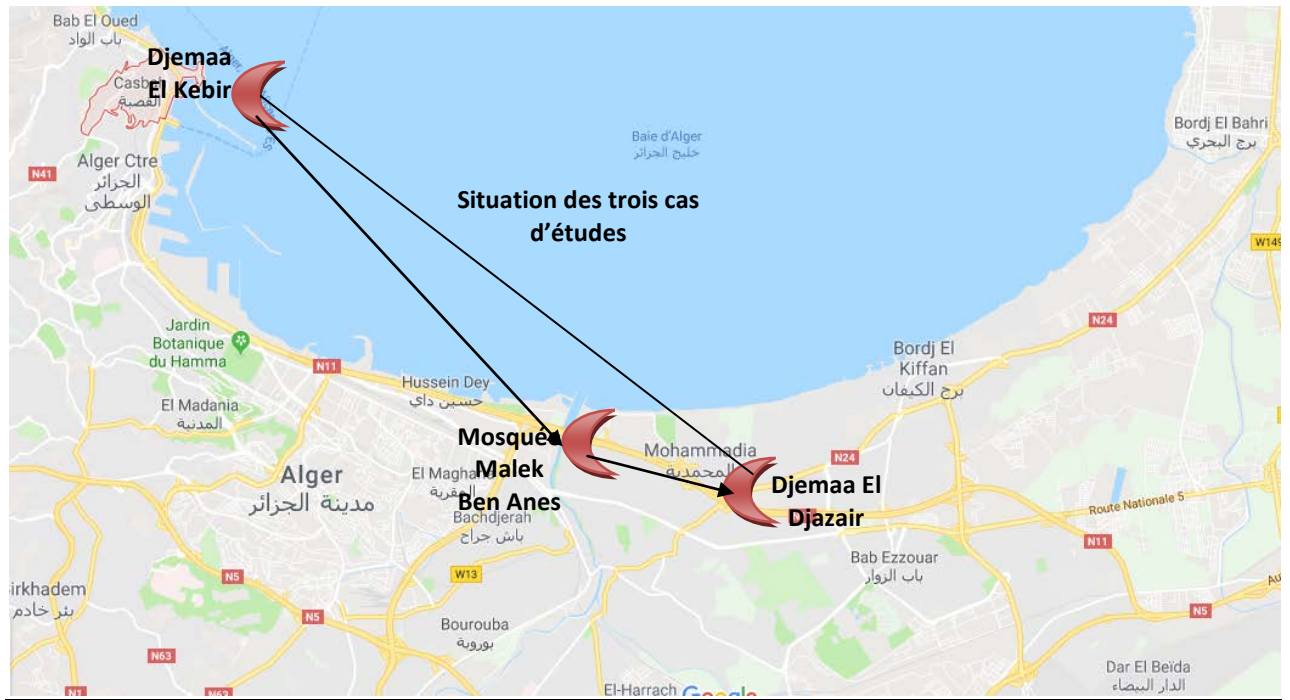 Bab El Oued
باب الواد
Djemaa
El Kebir
القصبة
N41
Alger Ctre
الجزائر
الوسطى
Baie d'Alger
خليج الجزائر
Bordj El Bahri
برج البحري
Situation des trois cas
d'études
W149
Jardin
Botanique
du Hamma
N11
N24
Hussein Dey
حسين داي
Bordj El
Kiffan
برج الكيفان
El Madania
المدنية
Mosquée
Malek
Ben Anes
Mohammadia
المحمدية
N24
Alger
مدينة الجزائر
El Maghar
المقرية
Djemaa El
Djazair
Bachdjerah
باش جراح
Route Nationale 5
N11
Bab Ezzouar
باب الزوار
W13
N5
irkhadem
بئر خادم
N5
N5
Bourouba
بوروبة
N63
Dar El Beïda
الدار البيضاء
N1
N63
El-Harrach
Google